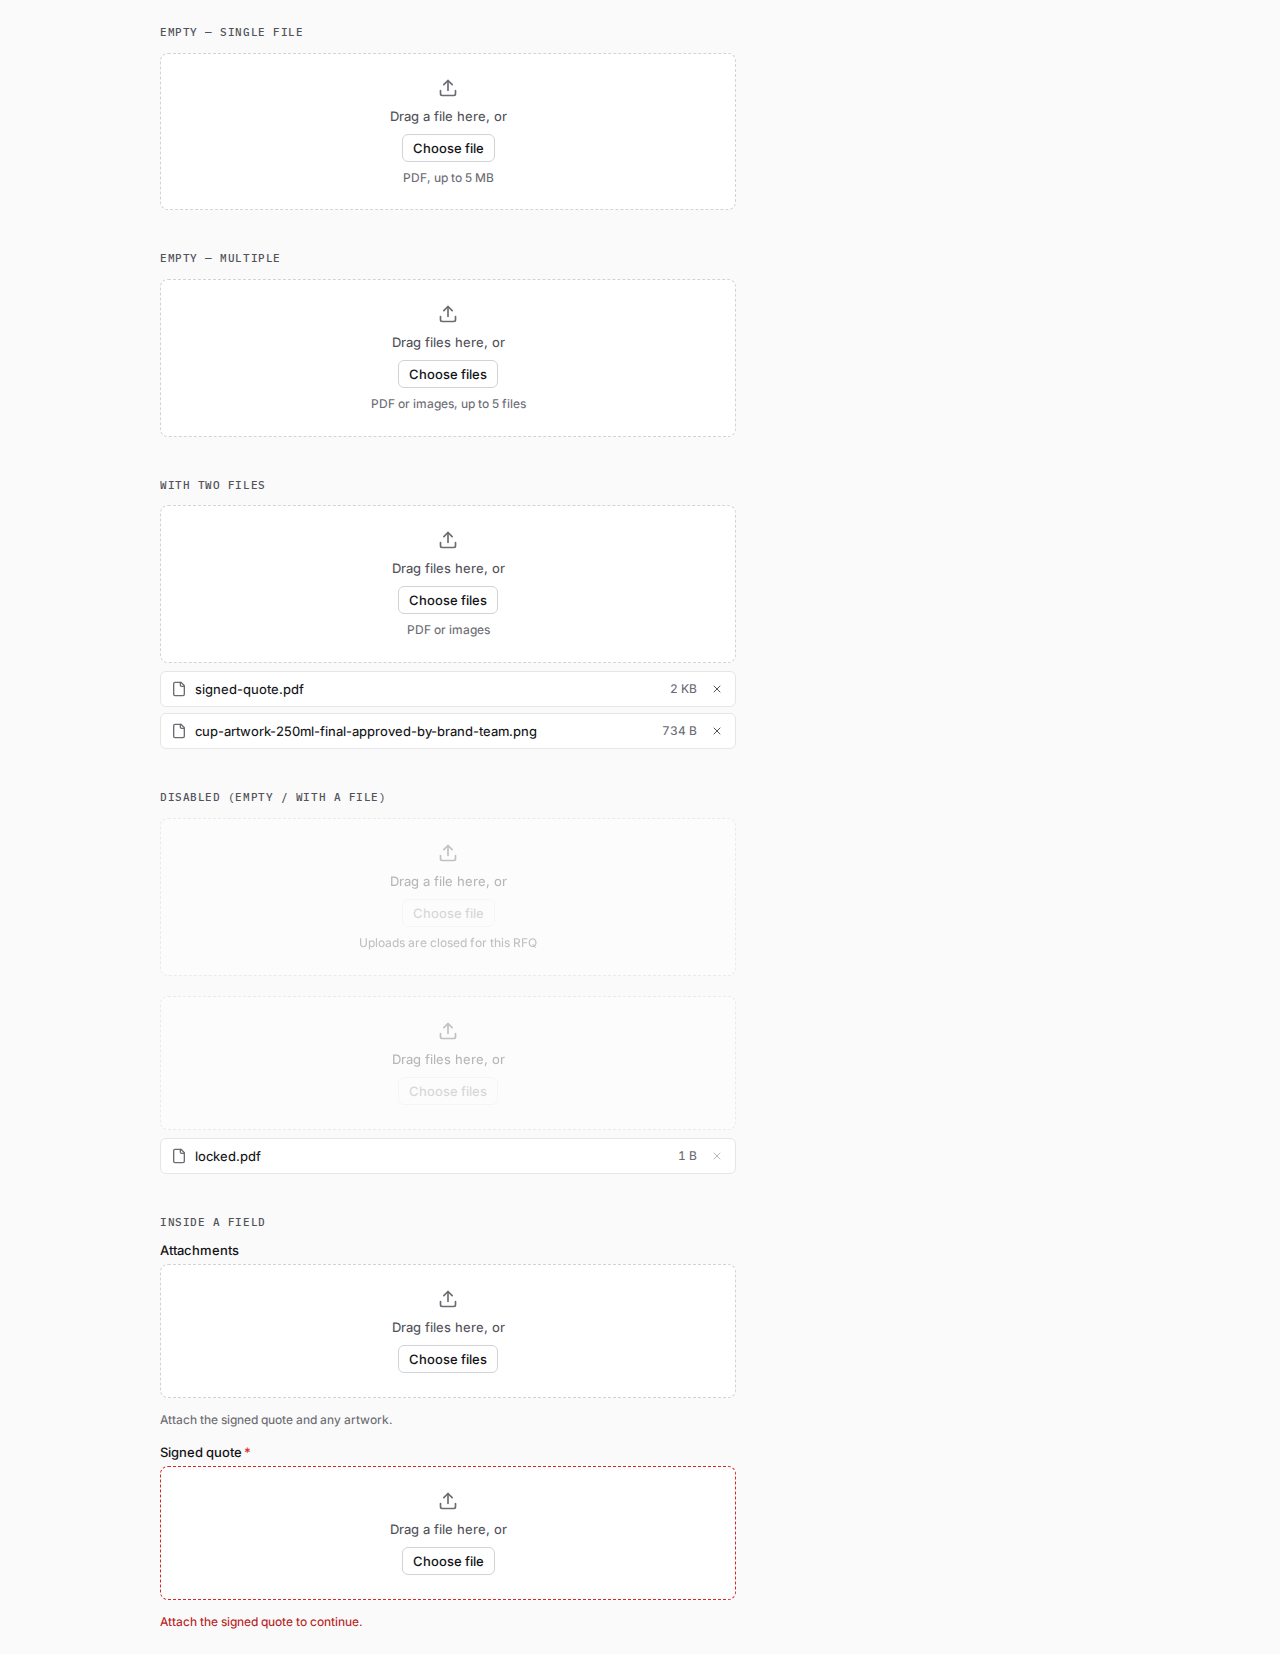 EMPTY — SINGLE FILE
Drag a file here, or
Choose file
PDF, up to 5 MB
EMPTY — MULTIPLE
Drag files here, or
Choose files
PDF or images, up to 5 files
WITH TWO FILES
Drag files here, or
Choose files
PDF or images
signed-quote.pdf 2 KB
cup-artwork-250ml-final-approved-by-brand-team.png 734 B
DISABLED (EMPTY / WITH A FILE)
Drag a file here, or
Choose file
Uploads are closed for this RFQ
Drag files here, or
Choose files
locked.pdf 1 B
INSIDE A FIELD
Attachments
Drag files here, or
Choose files
Attach the signed quote and any artwork.
Signed quote *
Drag a file here, or
Choose file
Attach the signed quote to continue.